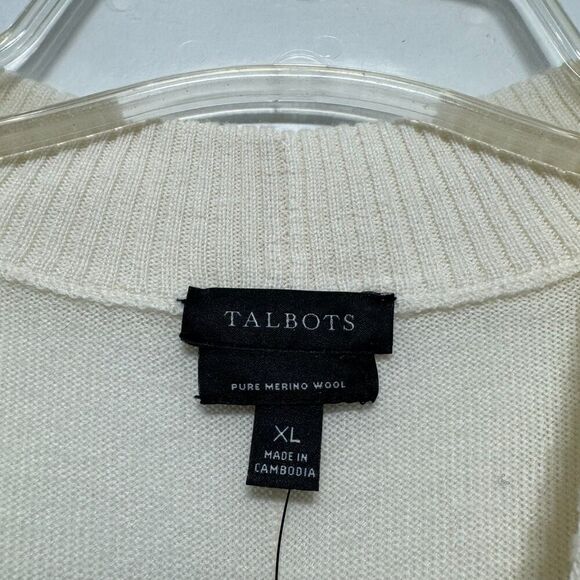 TALBOTS
PURE MERINO WOOL
XL
MADE IN
CAMBODIA